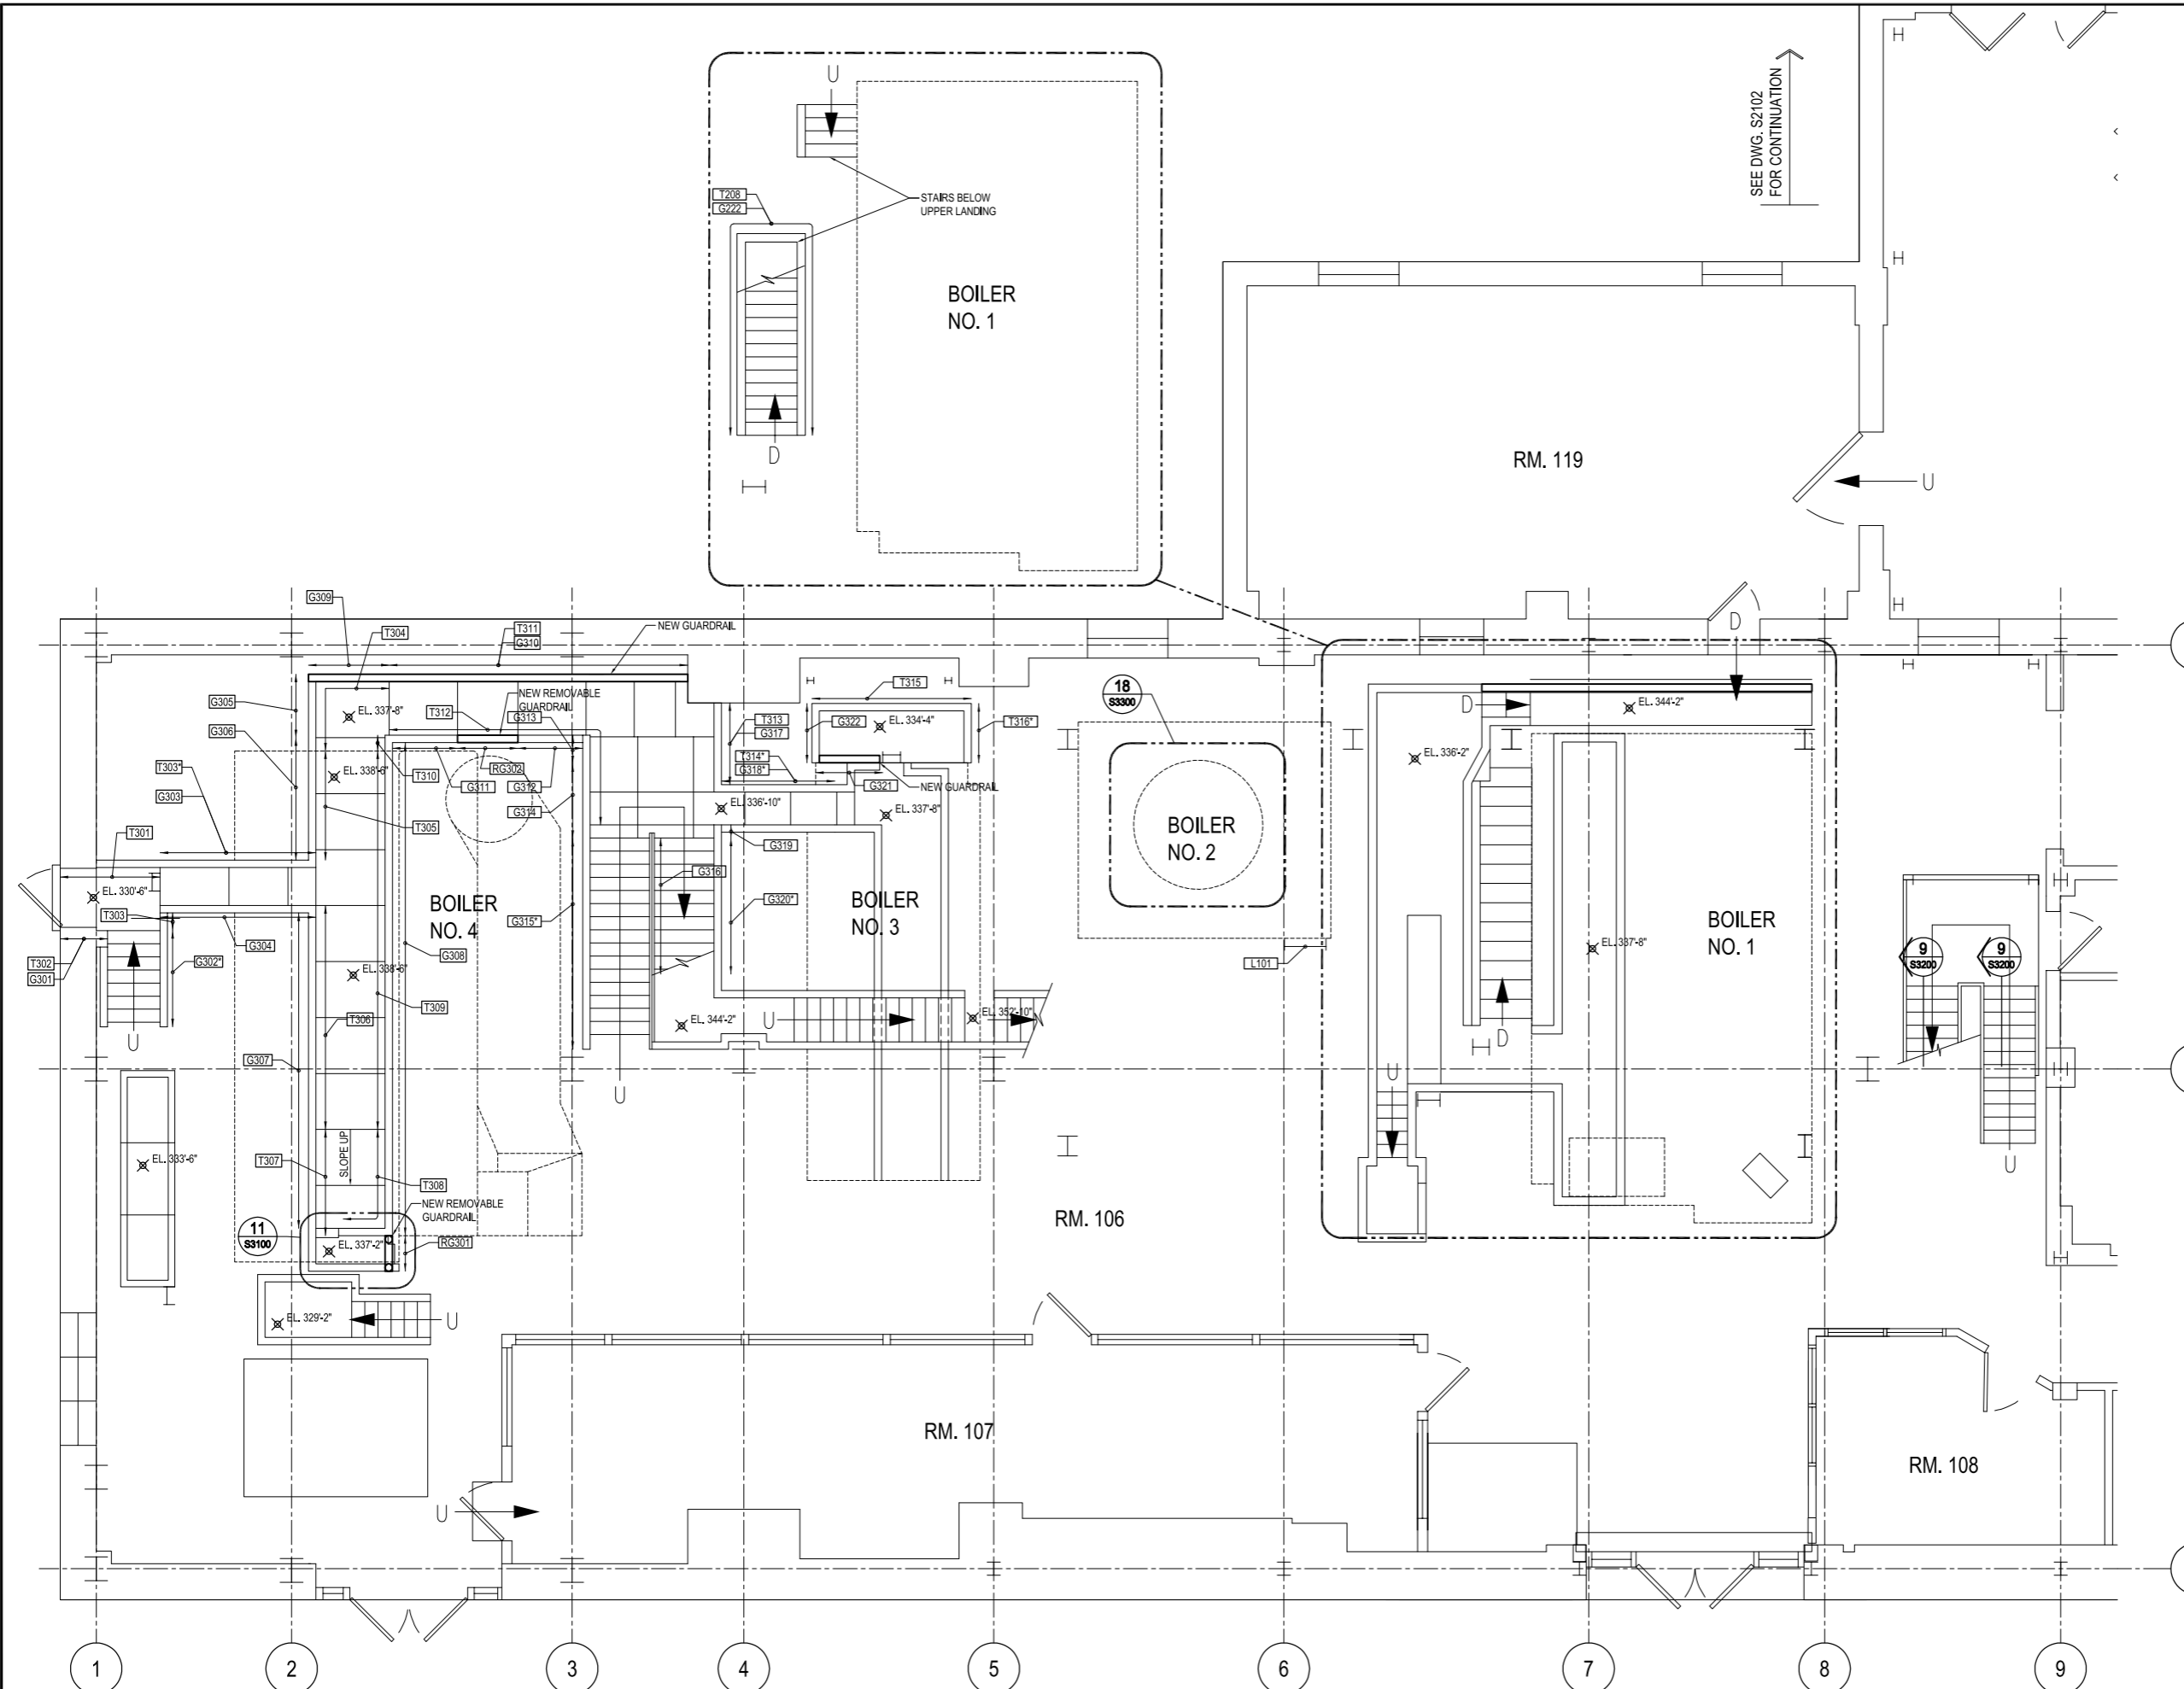 U
STAIRS BELOW
UPPER LANDING
T208
G222
BOILER
NO. 1
D
SEE DWG. S2102
FOR CONTINUATION
RM. 119
U
G309
T304
T311
G310
NEW GUARDRAIL
G305
EL. 337'-8"
T312
NEW REMOVABLE
GUARDRAIL
G313
G306
T303*
G303
EL. 338'-6"
T310
G311
RG302
G312
G314
T301
T305
EL. 330'-6"
T303
G304
T302
G301
G302*
U
BOILER
NO. 4
G315*
G308
EL. 338'-6"
T309
T306
G307
T307
SLOPE UP
T308
NEW REMOVABLE
GUARDRAIL
11
S3100
EL. 337'-2"
RG301
EL. 333'-6"
EL. 329'-2"
U
U
T313
G317
T314*
G318*
T315
G322
EL. 334'-4"
T316*
G321
NEW GUARDRAIL
EL. 336'-10"
EL. 337'-8"
G319
G316
G320*
BOILER
NO. 3
EL. 344'-2"
U
EL. 352'-10"
U
18
S3300
BOILER
NO. 2
L101
D
D
EL. 344'-2"
EL. 336'-2"
BOILER
NO. 1
EL. 337'-8"
D
U
9
S3200
9
S3200
U
RM. 106
RM. 107
RM. 108
1
2
3
4
5
6
7
8
9